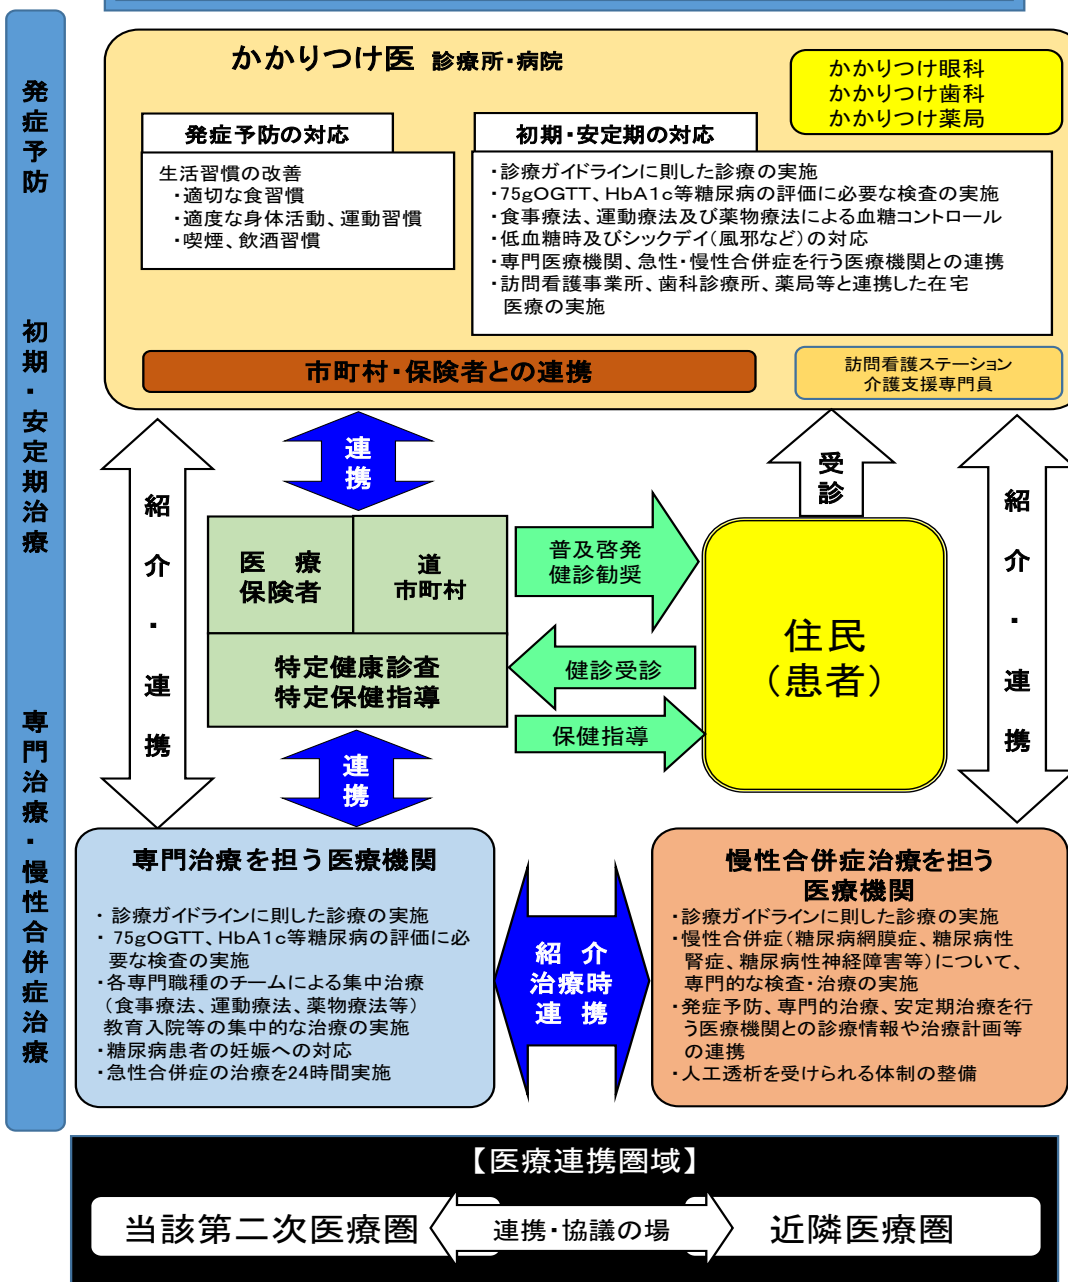 発症予防
初期・安定期治療
専門治療・慢性合併症治療
かかりつけ医 診療所・病院
かかりつけ眼科
かかりつけ歯科
かかりつけ薬局
発症予防の対応
生活習慣の改善
・適切な食習慣
・適度な身体活動、運動習慣
・喫煙、飲酒習慣
初期・安定期の対応
・診療ガイドラインに則した診療の実施
・75gOGTT、HbA1c等糖尿病の評価に必要な検査の実施
・食事療法、運動療法及び薬物療法による血糖コントロール
・低血糖時及びシックデイ(風邪など)の対応
・専門医療機関、急性・慢性合併症を行う医療機関との連携
・訪問看護事業所、歯科診療所、薬局等と連携した在宅
医療の実施
市町村・保険者との連携
訪問看護ステーション
介護支援専門員
紹介・連携
連携
受診
紹介・連携
医 療
保険者
道
市町村
特定健康診査
特定保健指導
普及啓発
健診勧奨
健診受診
保健指導
住民
(患者)
連携
専門治療を担う医療機関
・ 診療ガイドラインに則した診療の実施
・ 75gOGTT、HbA1c等糖尿病の評価に必
要な検査の実施
・各専門職種のチームによる集中治療
(食事療法、運動療法、薬物療法等)
教育入院等の集中的な治療の実施
・糖尿病患者の妊娠への対応
・急性合併症の治療を24時間実施
紹 介
治療時
連 携
慢性合併症治療を担う
医療機関
・診療ガイドラインに則した診療の実施
・慢性合併症(糖尿病網膜症、糖尿病性
腎症、糖尿病性神経障害等)について、
専門的な検査・治療の実施
・発症予防、専門的治療、安定期治療を行
う医療機関との診療情報や治療計画等
の連携
・人工透析を受けられる体制の整備
【医療連携圏域】
当該第二次医療圏
連携・協議の場
近隣医療圏